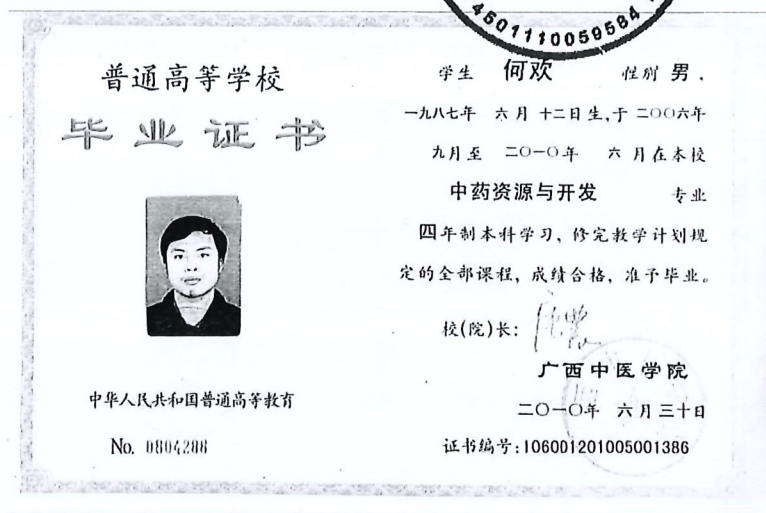 4501110059584
普通高等学校
毕业证书
中华人民共和国普通高等教育
No. 0804288
学生 何欢 性别 男，
一九八七年 六月十二日生，于二〇〇六年
九月至 二〇一〇年 六月在本校
中药资源与开发 专业
四年制本科学习，修完教学计划规
定的全部课程，成绩合格，准予毕业。
校(院)长：
广西中医学院
二〇一〇年 六月三十日
证书编号：106001201005001386